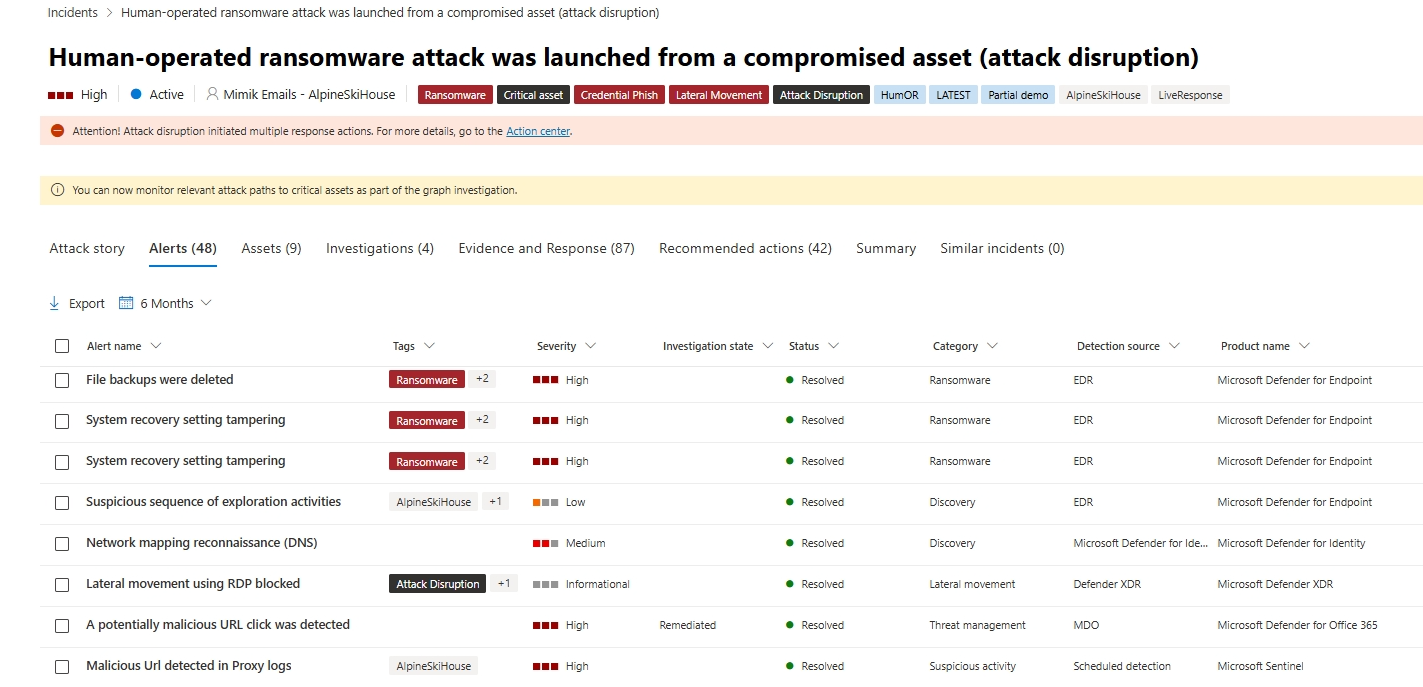 Incidents > Human-operated ransomware attack was launched from a compromised asset (attack disruption)
Human-operated ransomware attack was launched from a compromised asset (attack disruption)
High Active Mimik Emails - AlpineSkiHouse Ransomware Critical asset Credential Phish Lateral Movement Attack Disruption HumOR LATEST Partial demo AlpineSkiHouse LiveResponse
Attention! Attack disruption initiated multiple response actions. For more details, go to the Action center.
You can now monitor relevant attack paths to critical assets as part of the graph investigation.
Attack story Alerts (48) Assets (9) Investigations (4) Evidence and Response (87) Recommended actions (42) Summary Similar incidents (0)
Export 6 Months
Alert name Tags Severity Investigation state Status Category Detection source Product name
File backups were deleted Ransomware +2 High Resolved Ransomware EDR Microsoft Defender for Endpoint
System recovery setting tampering Ransomware +2 High Resolved Ransomware EDR Microsoft Defender for Endpoint
System recovery setting tampering Ransomware +2 High Resolved Ransomware EDR Microsoft Defender for Endpoint
Suspicious sequence of exploration activities AlpineSkiHouse +1 Low Resolved Discovery EDR Microsoft Defender for Endpoint
Network mapping reconnaissance (DNS) Medium Resolved Discovery Microsoft Defender for Ide... Microsoft Defender for Identity
Lateral movement using RDP blocked Attack Disruption +1 Informational Resolved Lateral movement Defender XDR Microsoft Defender XDR
A potentially malicious URL click was detected High Remediated Resolved Threat management MDO Microsoft Defender for Office 365
Malicious Url detected in Proxy logs AlpineSkiHouse High Resolved Suspicious activity Scheduled detection Microsoft Sentinel